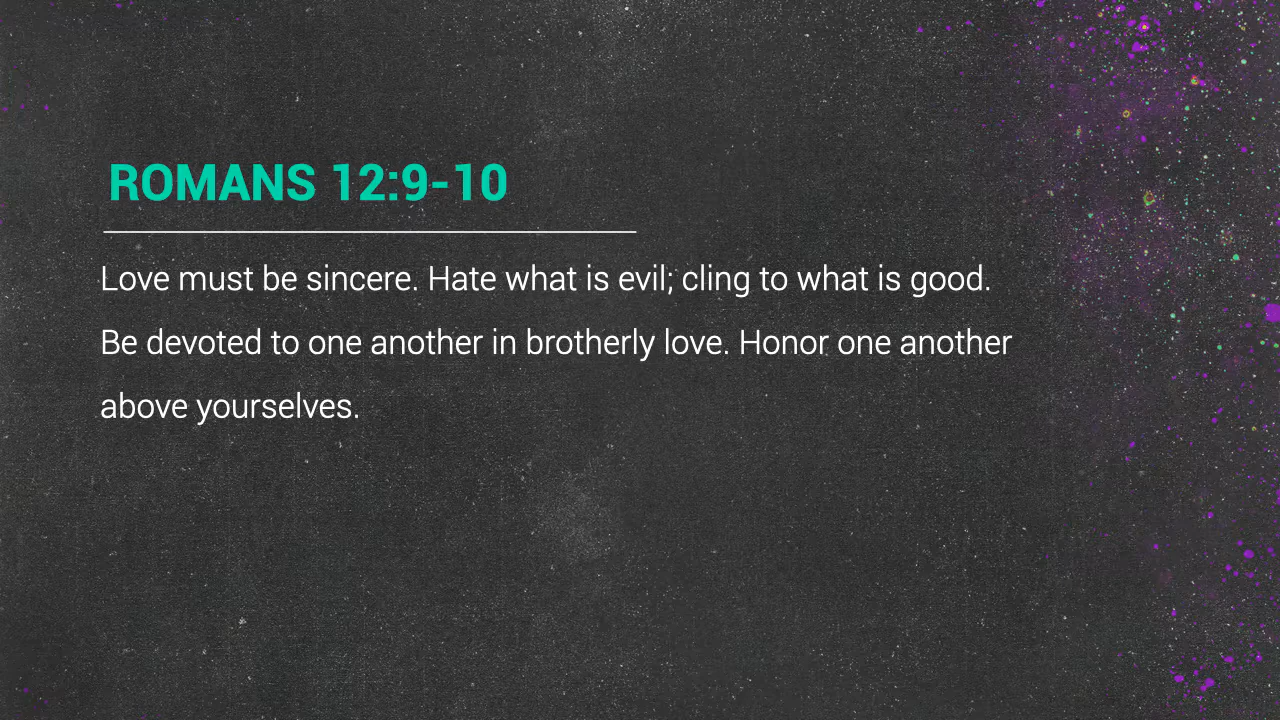 ROMANS 12:9-10
Love must be sincere. Hate what is evil; cling to what is good.
Be devoted to one another in brotherly love. Honor one another
above yourselves.